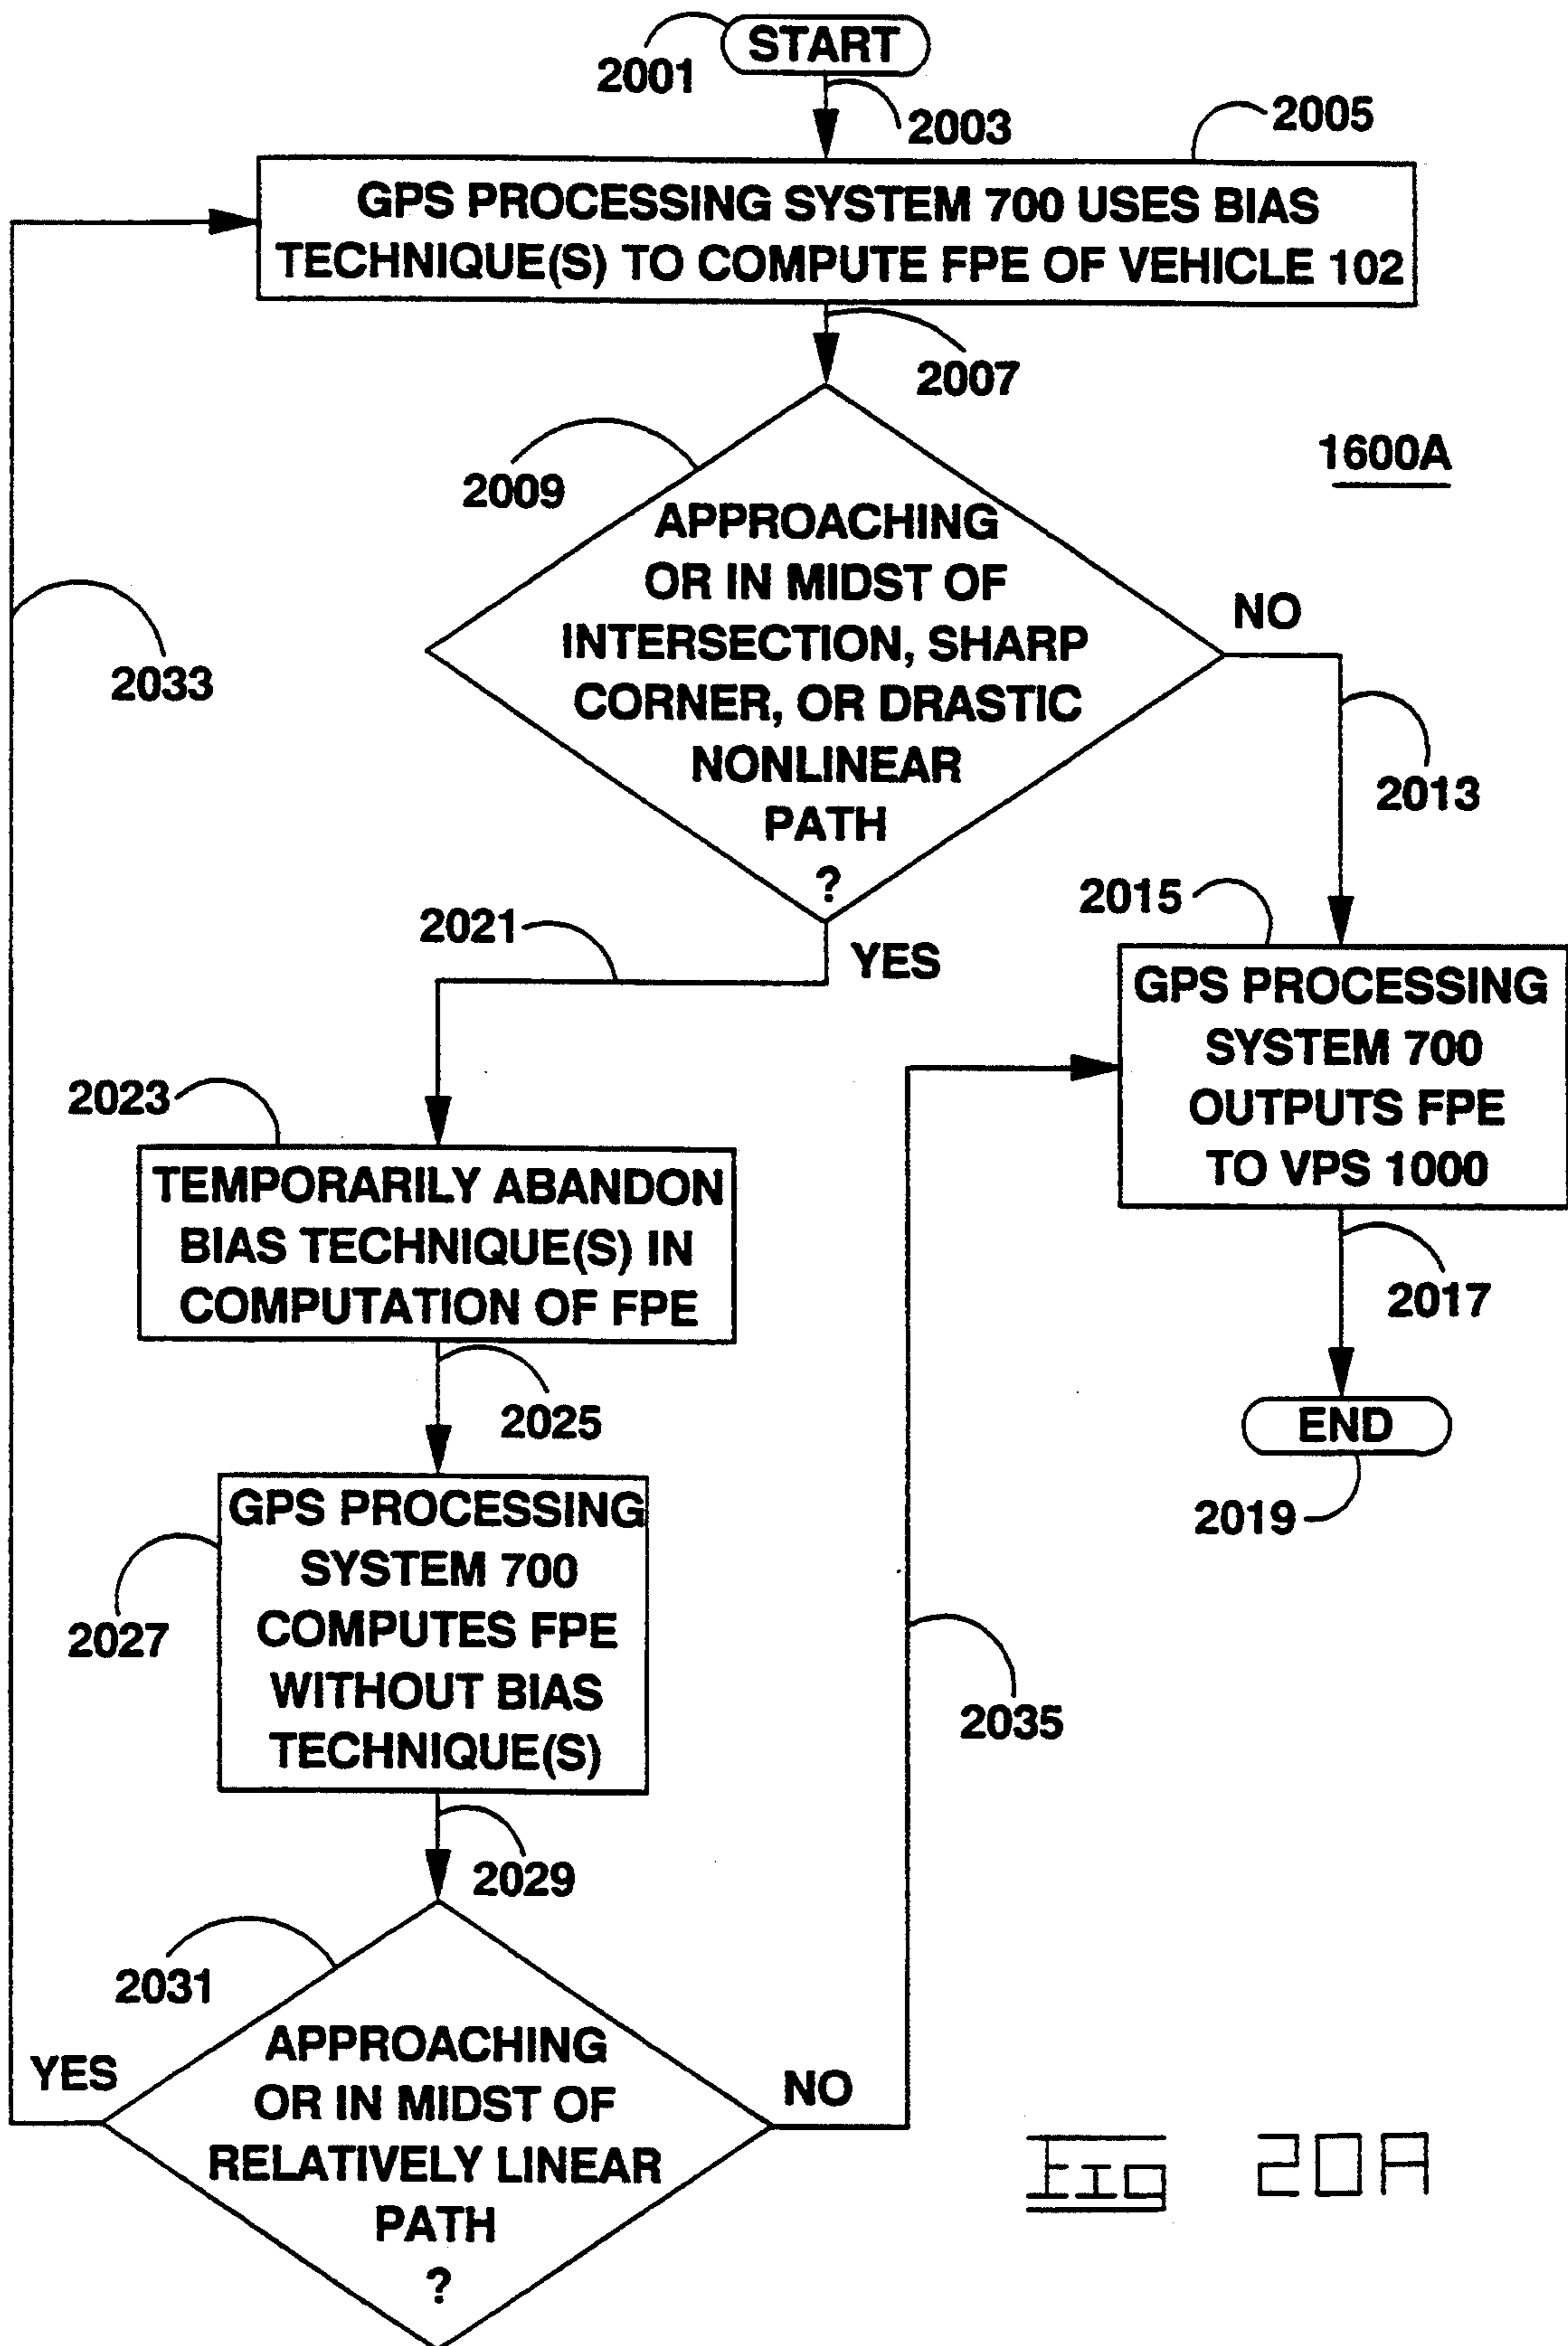 START
2001
2003
2005
GPS PROCESSING SYSTEM 700 USES BIAS
TECHNIQUE(S) TO COMPUTE FPE OF VEHICLE 102
2007
1600A
2009
APPROACHING
OR IN MIDST OF
INTERSECTION, SHARP
CORNER, OR DRASTIC
NONLINEAR
PATH
?
NO
2033
2013
2015
2021
YES
GPS PROCESSING
SYSTEM 700
OUTPUTS FPE
TO VPS 1000
2023
TEMPORARILY ABANDON
BIAS TECHNIQUE(S) IN
COMPUTATION OF FPE
2017
2025
END
2019
GPS PROCESSING
SYSTEM 700
COMPUTES FPE
WITHOUT BIAS
TECHNIQUE(S)
2027
2035
2029
2031
APPROACHING
OR IN MIDST OF
RELATIVELY LINEAR
PATH
?
YES
NO
Fig 20A